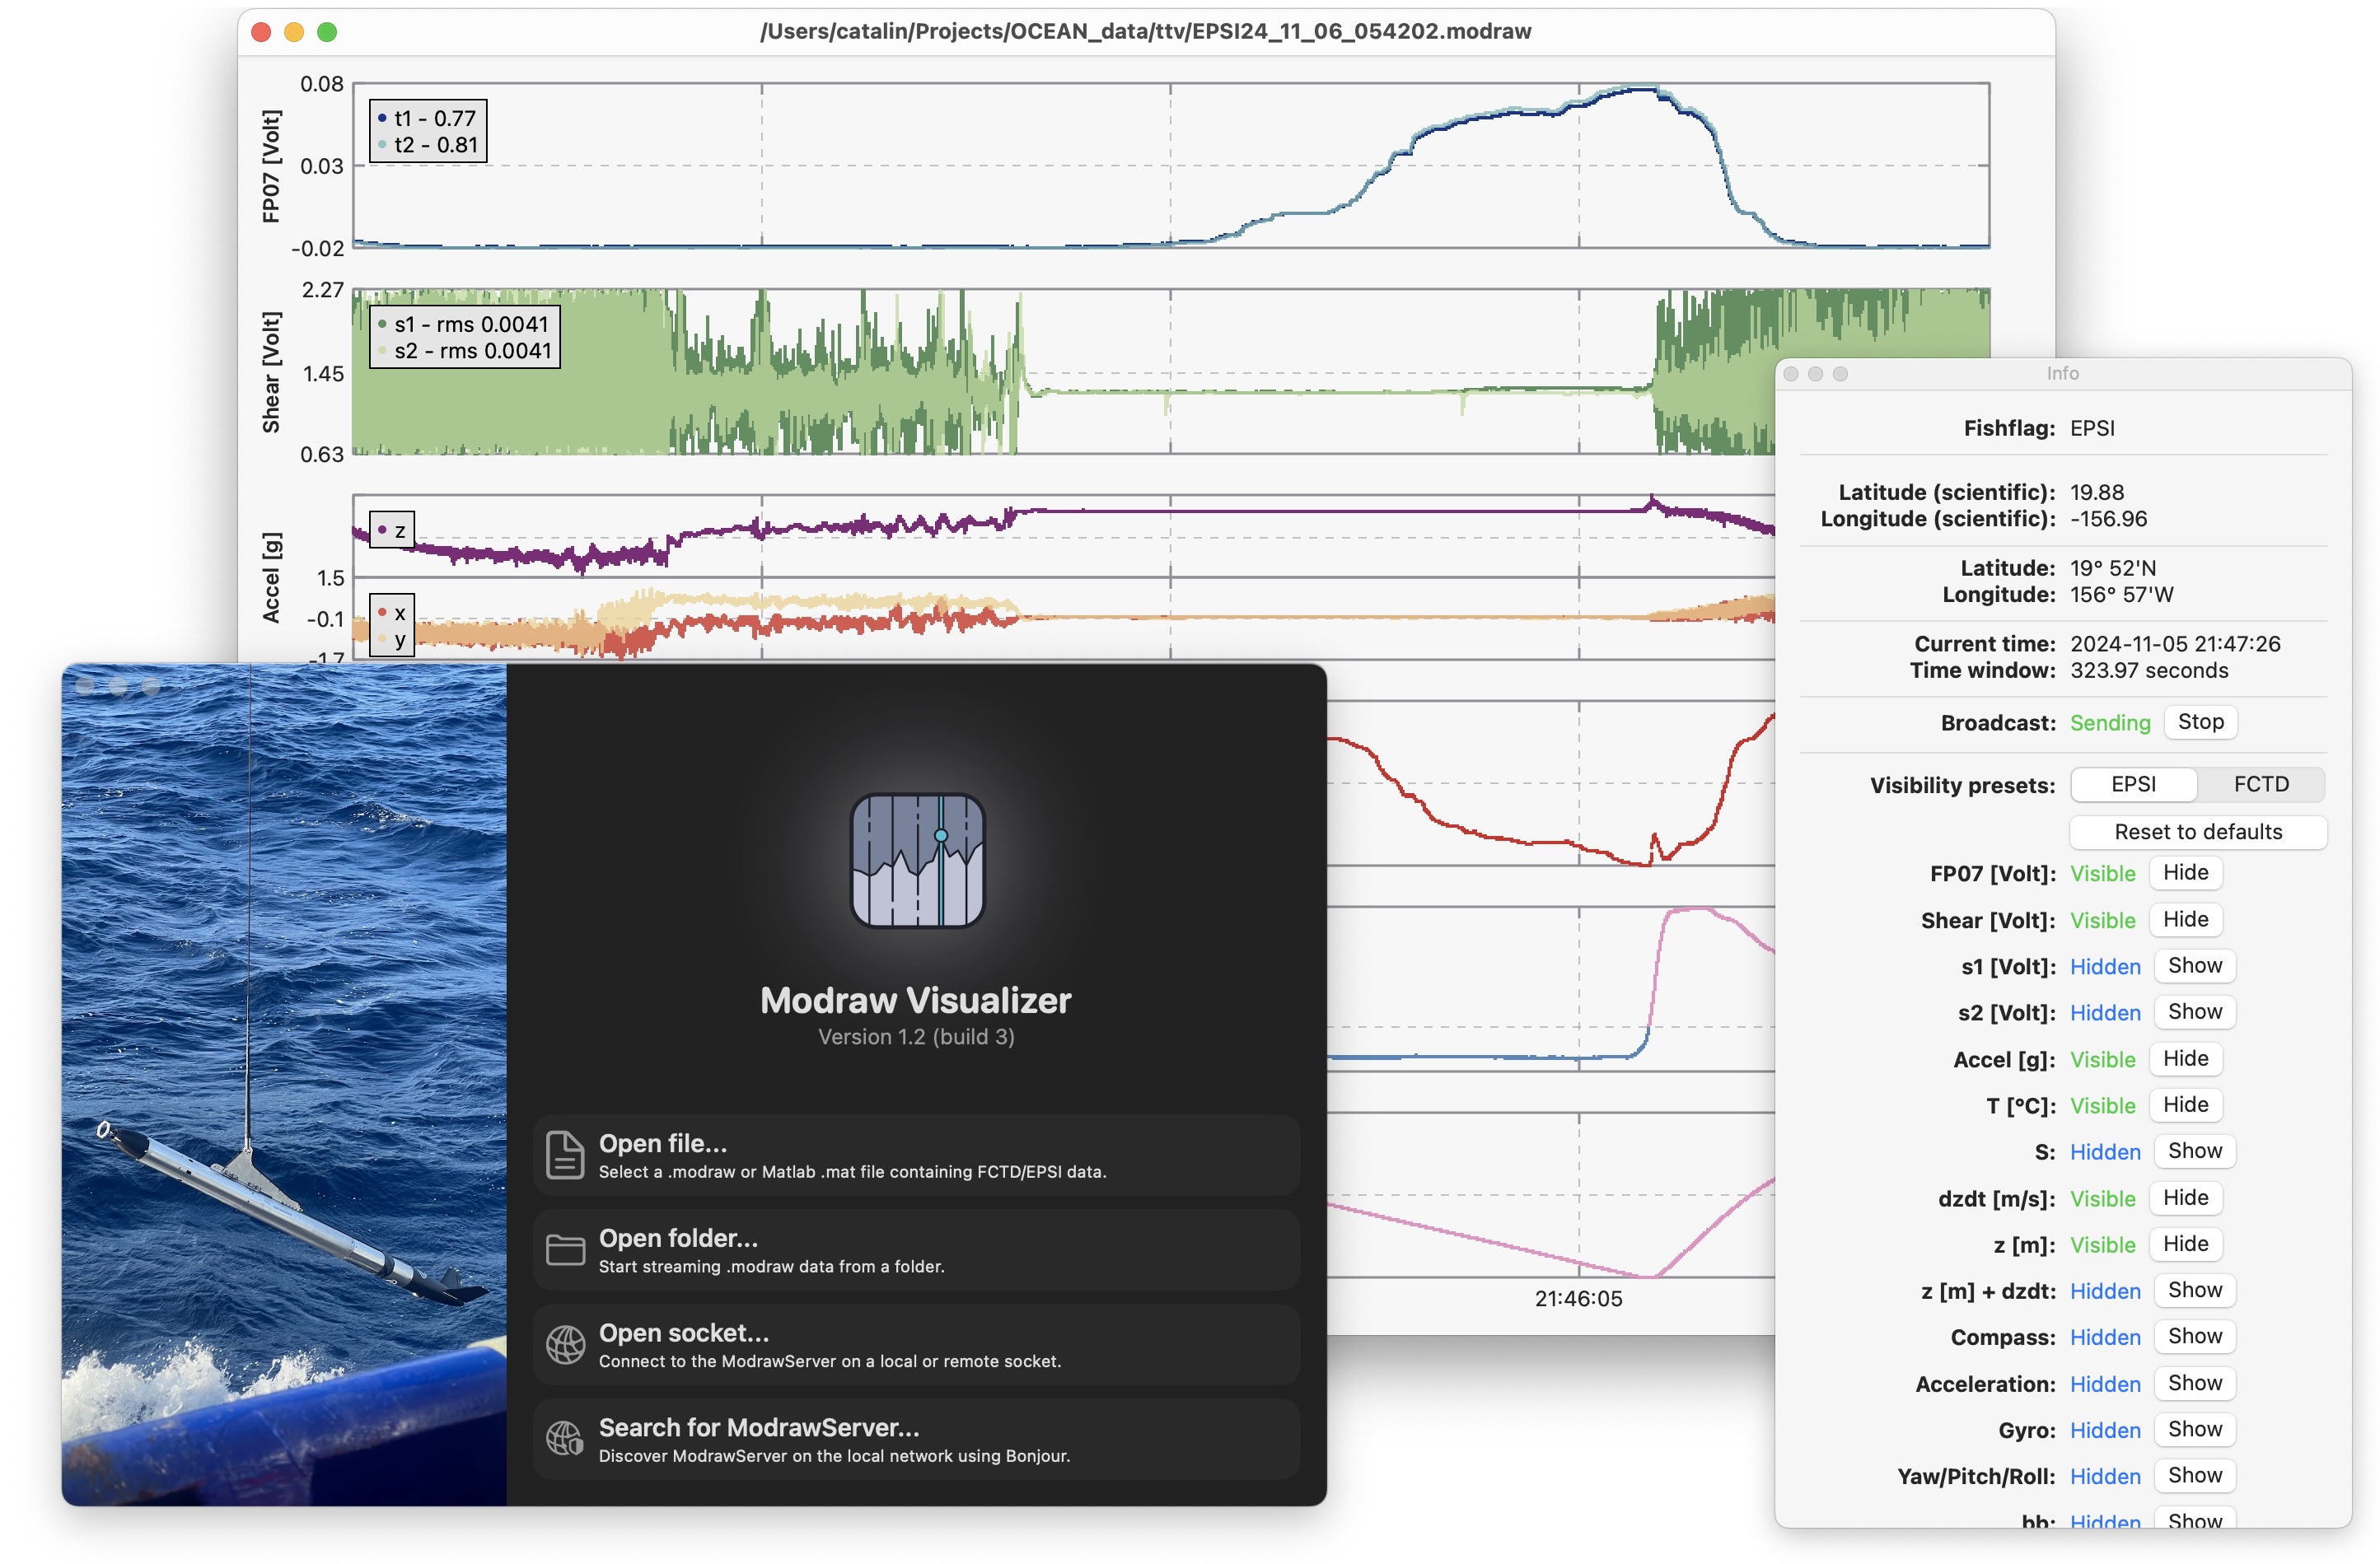 /Users/catalin/Projects/OCEAN_data/ttv/EPSI24_11_06_054202.modraw
FP07 [Volt]
0.08
0.03
-0.02
t1 - 0.77
t2 - 0.81
Shear [Volt]
2.27
1.45
0.63
s1 - rms 0.0041
s2 - rms 0.0041
Accel [g]
z
1.5
-0.1
-1.7
x
y
21:46:05
Modraw Visualizer
Version 1.2 (build 3)
Open file...
Select a .modraw or Matlab .mat file containing FCTD/EPSI data.
Open folder...
Start streaming .modraw data from a folder.
Open socket...
Connect to the ModrawServer on a local or remote socket.
Search for ModrawServer...
Discover ModrawServer on the local network using Bonjour.
Info
Fishflag: EPSI
Latitude (scientific): 19.88
Longitude (scientific): -156.96
Latitude: 19° 52'N
Longitude: 156° 57'W
Current time: 2024-11-05 21:47:26
Time window: 323.97 seconds
Broadcast: Sending Stop
Visibility presets: EPSI FCTD
Reset to defaults
FP07 [Volt]: Visible Hide
Shear [Volt]: Visible Hide
s1 [Volt]: Hidden Show
s2 [Volt]: Hidden Show
Accel [g]: Visible Hide
T [°C]: Visible Hide
S: Hidden Show
dzdt [m/s]: Visible Hide
z [m]: Visible Hide
z [m] + dzdt: Hidden Show
Compass: Hidden Show
Acceleration: Hidden Show
Gyro: Hidden Show
Yaw/Pitch/Roll: Hidden Show
bb: Hidden Show